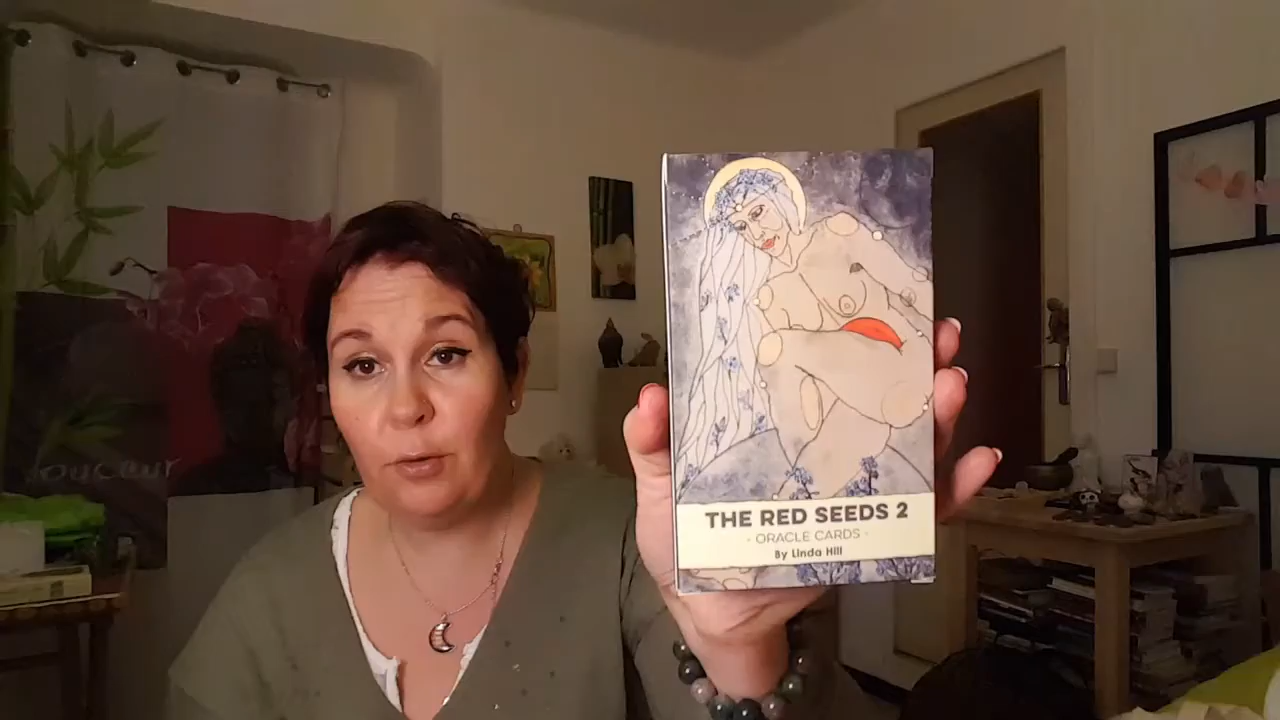 Douceur
THE RED SEEDS 2
- ORACLE CARDS -
By Linda Hill